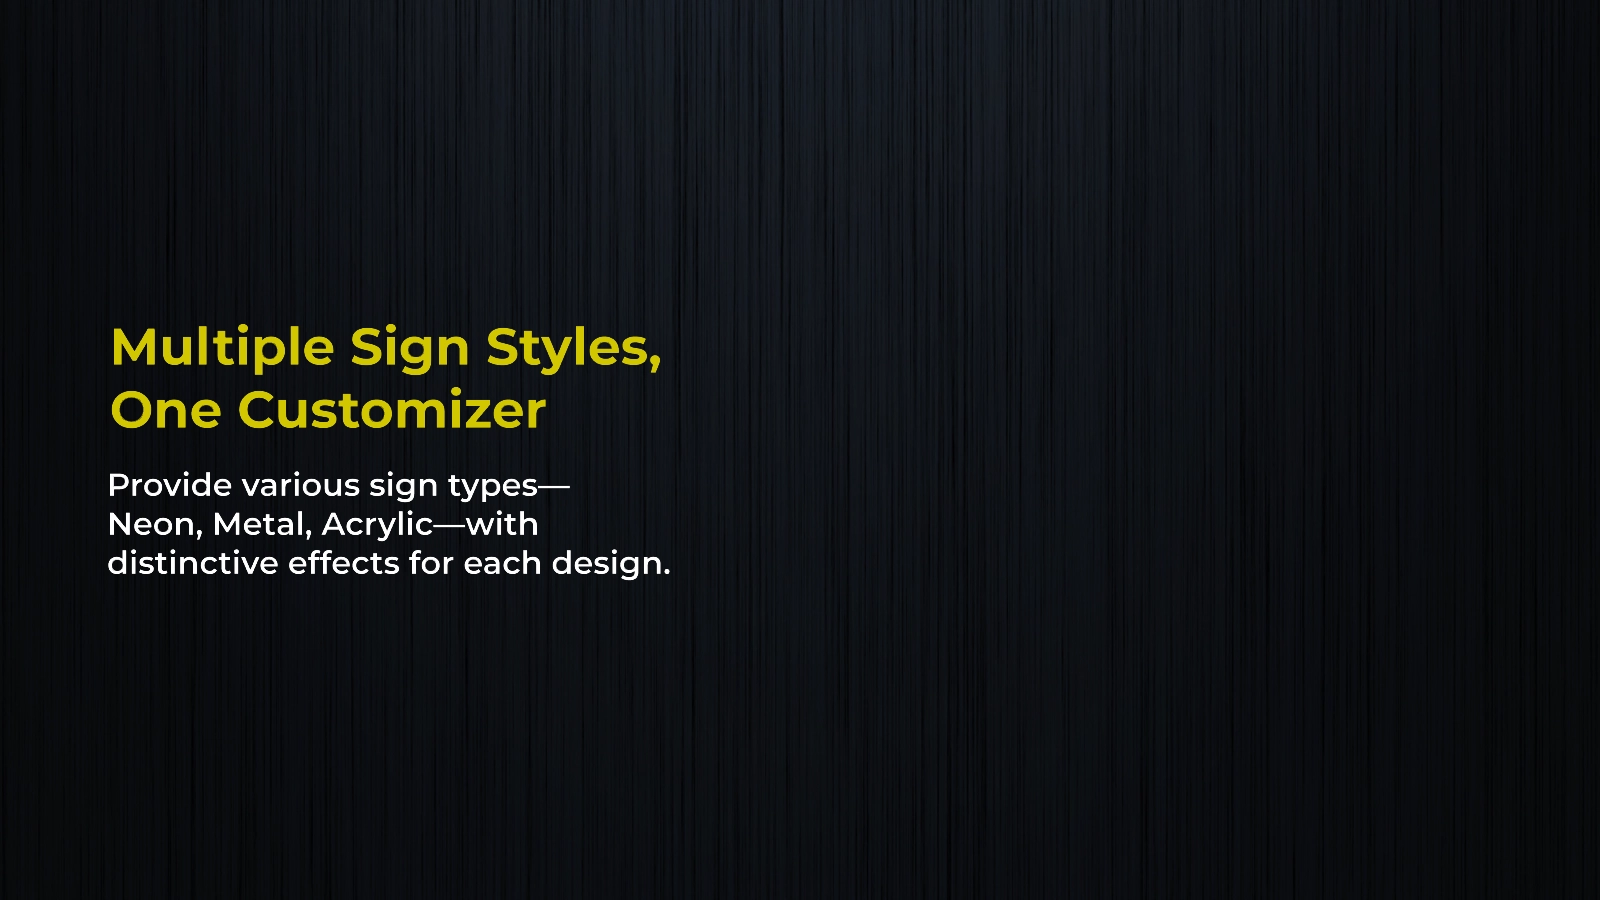 Multiple Sign Styles,
One Customizer
Provide various sign types—
Neon, Metal, Acrylic—with
distinctive effects for each design.